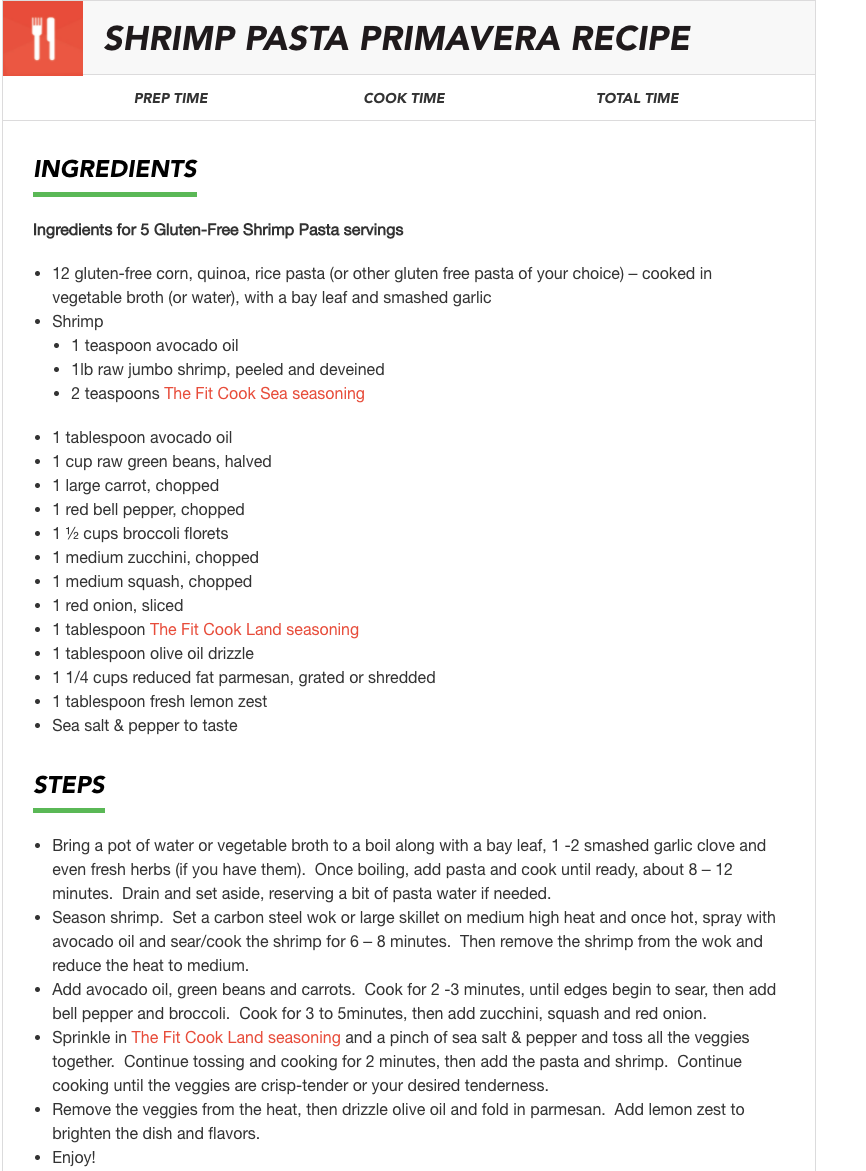 SHRIMP PASTA PRIMAVERA RECIPE
PREP TIME COOK TIME TOTAL TIME
INGREDIENTS
Ingredients for 5 Gluten-Free Shrimp Pasta servings
• 12 gluten-free corn, quinoa, rice pasta (or other gluten free pasta of your choice) – cooked in
vegetable broth (or water), with a bay leaf and smashed garlic
• Shrimp
• 1 teaspoon avocado oil
• 1lb raw jumbo shrimp, peeled and deveined
• 2 teaspoons The Fit Cook Sea seasoning
• 1 tablespoon avocado oil
• 1 cup raw green beans, halved
• 1 large carrot, chopped
• 1 red bell pepper, chopped
• 1 ½ cups broccoli florets
• 1 medium zucchini, chopped
• 1 medium squash, chopped
• 1 red onion, sliced
• 1 tablespoon The Fit Cook Land seasoning
• 1 tablespoon olive oil drizzle
• 1 1/4 cups reduced fat parmesan, grated or shredded
• 1 tablespoon fresh lemon zest
• Sea salt & pepper to taste
STEPS
• Bring a pot of water or vegetable broth to a boil along with a bay leaf, 1 -2 smashed garlic clove and
even fresh herbs (if you have them).  Once boiling, add pasta and cook until ready, about 8 – 12
minutes.  Drain and set aside, reserving a bit of pasta water if needed.
• Season shrimp.  Set a carbon steel wok or large skillet on medium high heat and once hot, spray with
avocado oil and sear/cook the shrimp for 6 – 8 minutes.  Then remove the shrimp from the wok and
reduce the heat to medium.
• Add avocado oil, green beans and carrots.  Cook for 2 -3 minutes, until edges begin to sear, then add
bell pepper and broccoli.  Cook for 3 to 5minutes, then add zucchini, squash and red onion.
• Sprinkle in The Fit Cook Land seasoning and a pinch of sea salt & pepper and toss all the veggies
together.  Continue tossing and cooking for 2 minutes, then add the pasta and shrimp.  Continue
cooking until the veggies are crisp-tender or your desired tenderness.
• Remove the veggies from the heat, then drizzle olive oil and fold in parmesan.  Add lemon zest to
brighten the dish and flavors.
• Enjoy!